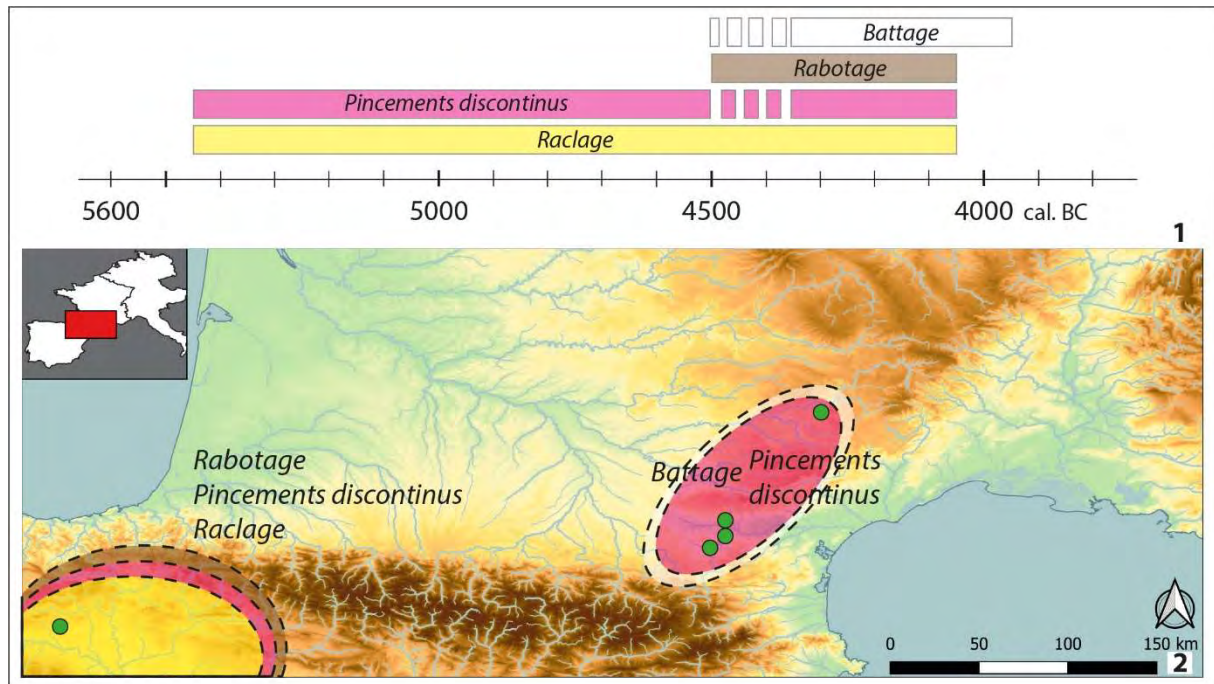 Battage
Rabotage
Pincements discontinus
Raclage
5600 5000 4500 4000 cal. BC
1
Rabotage
Pincements discontinus
Raclage
Battage
Pincements
discontinus
0 50 100 150 km
2